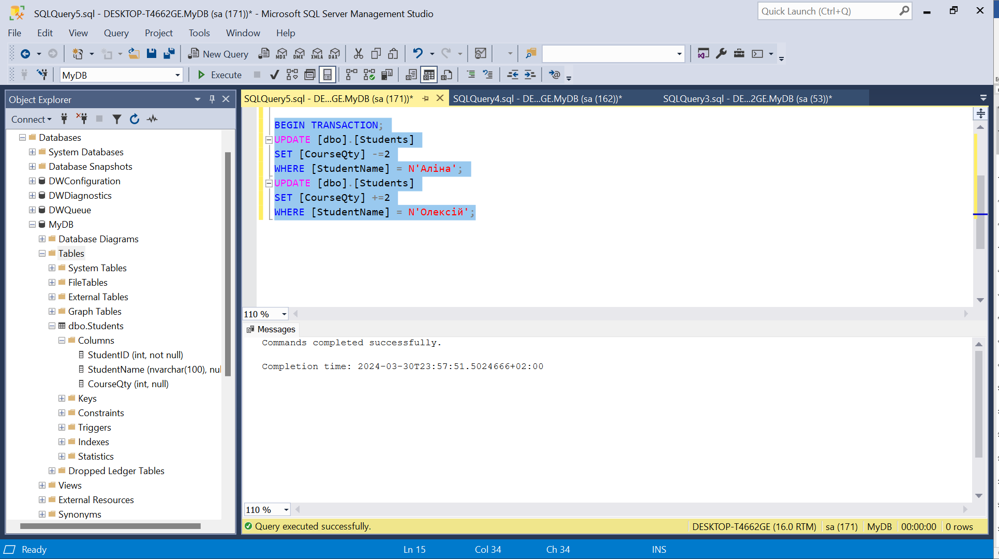 SQLQuery5.sql - DESKTOP-T4662GE.MyDB (sa (171))* - Microsoft SQL Server Management Studio
Quick Launch (Ctrl+Q)
File Edit View Query Project Tools Window Help
New Query MDX DMX XMLA DAX
MyDB Execute
Object Explorer
Connect
Databases
System Databases
Database Snapshots
DWConfiguration
DWDiagnostics
DWQueue
MyDB
Database Diagrams
Tables
System Tables
FileTables
External Tables
Graph Tables
dbo.Students
Columns
StudentID (int, not null)
StudentName (nvarchar(100), nul
CourseQty (int, null)
Keys
Constraints
Triggers
Indexes
Statistics
Dropped Ledger Tables
Views
External Resources
Synonyms
SQLQuery5.sql - DE...GE.MyDB (sa (171))* SQLQuery4.sql - DE...GE.MyDB (sa (162))* SQLQuery3.sql - DE...2GE.MyDB (sa (53))*
BEGIN TRANSACTION;
UPDATE [dbo].[Students]
SET [CourseQty] -=2
WHERE [StudentName] = N'Аліна';
UPDATE [dbo].[Students]
SET [CourseQty] +=2
WHERE [StudentName] = N'Олексій';
110 %
Messages
Commands completed successfully.
Completion time: 2024-03-30T23:57:51.5024666+02:00
110 %
Query executed successfully. DESKTOP-T4662GE (16.0 RTM) sa (171) MyDB 00:00:00 0 rows
Ready Ln 15 Col 34 Ch 34 INS